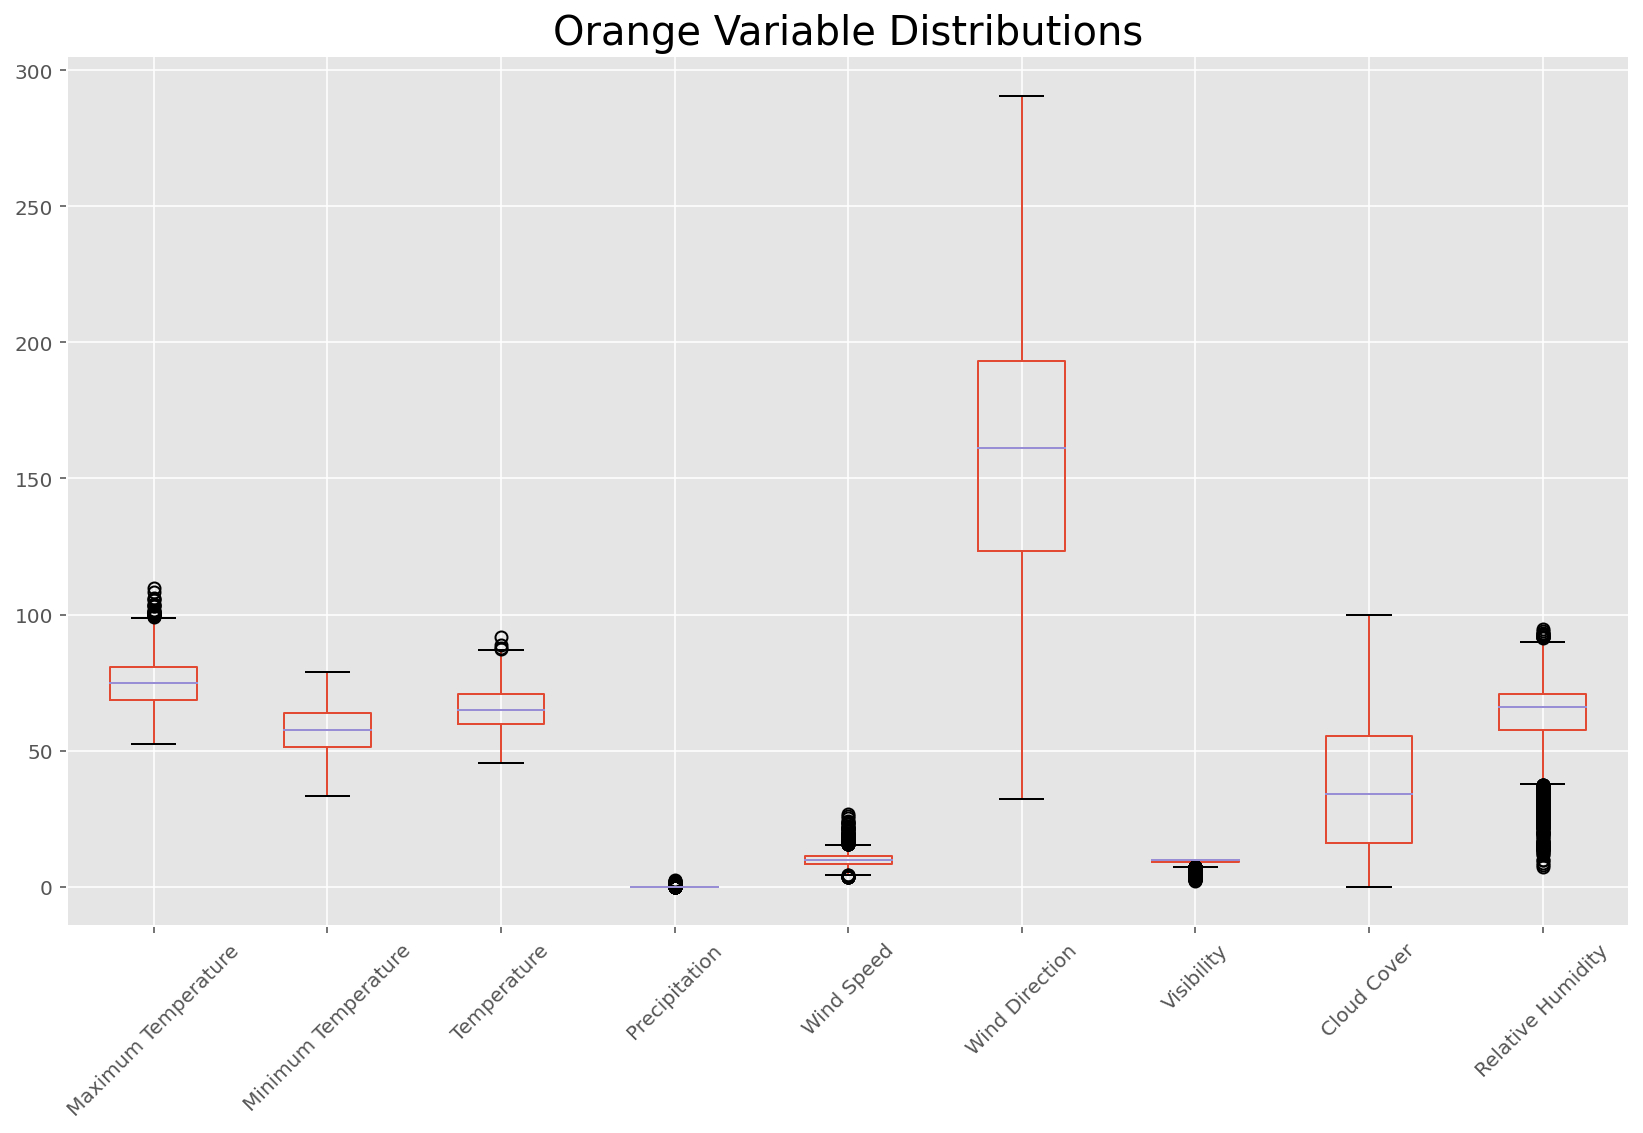 Orange Variable Distributions
300
250
200
150
100
50
0
Maximum Temperature
Minimum Temperature
Temperature
Precipitation
Wind Speed
Wind Direction
Visibility
Cloud Cover
Relative Humidity